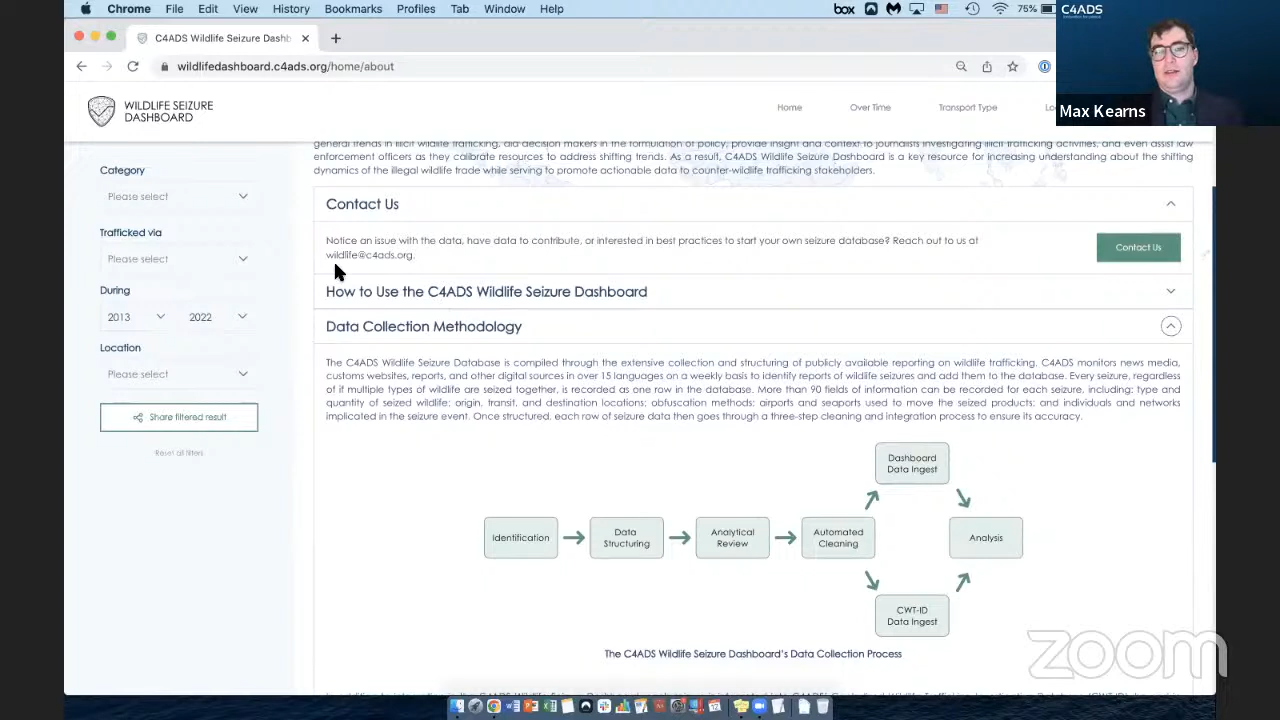 Chrome File Edit View History Bookmarks Profiles Tab Window Help box 75%
C4ADS
C4ADS Wildlife Seizure Dashb
wildlifedashboard.c4ads.org/home/about
Max Kearns
WILDLIFE SEIZURE
DASHBOARD
Home Over Time Transport Type Lo
general trends in illicit wildlife trafficking, aid decision makers in the formulation of policy, provide insight and context to journalists investigating illicit trafficking activities, and even assist law
enforcement officers as they calibrate resources to address shifting trends. As a result, C4ADS Wildlife Seizure Dashboard is a key resource for increasing understanding about the shifting
dynamics of the illegal wildlife trade while serving to promote actionable data to counter-wildlife trafficking stakeholders.
Category
Please select
Trafficked via
Please select
During
2013 2022
Location
Please select
Share filtered result
Reset all filters
Contact Us
Notice an issue with the data, have data to contribute, or interested in best practices to start your own seizure database? Reach out to us at
wildlife@c4ads.org.
Contact Us
How to Use the C4ADS Wildlife Seizure Dashboard
Data Collection Methodology
The C4ADS Wildlife Seizure Database is compiled through the extensive collection and structuring of publicly available reporting on wildlife trafficking. C4ADS monitors news media,
customs websites, reports, and other digital sources in over 15 languages on a weekly basis to identify reports of wildlife seizures and add them to the database. Every seizure, regardless
of if multiple types of wildlife are seized together, is recorded as one row in the database. More than 90 fields of information can be recorded for each seizure, including: type and
quantity of seized wildlife; origin, transit, and destination locations; obfuscation methods; airports and seaports used to move the seized products; and individuals and networks
implicated in the seizure event. Once structured, each row of seizure data then goes through a three-step cleaning and integration process to ensure its accuracy.
Dashboard
Data Ingest
Identification
Data
Structuring
Analytical
Review
Automated
Cleaning
Analysis
CWT-ID
Data Ingest
The C4ADS Wildlife Seizure Dashboard's Data Collection Process
zoom